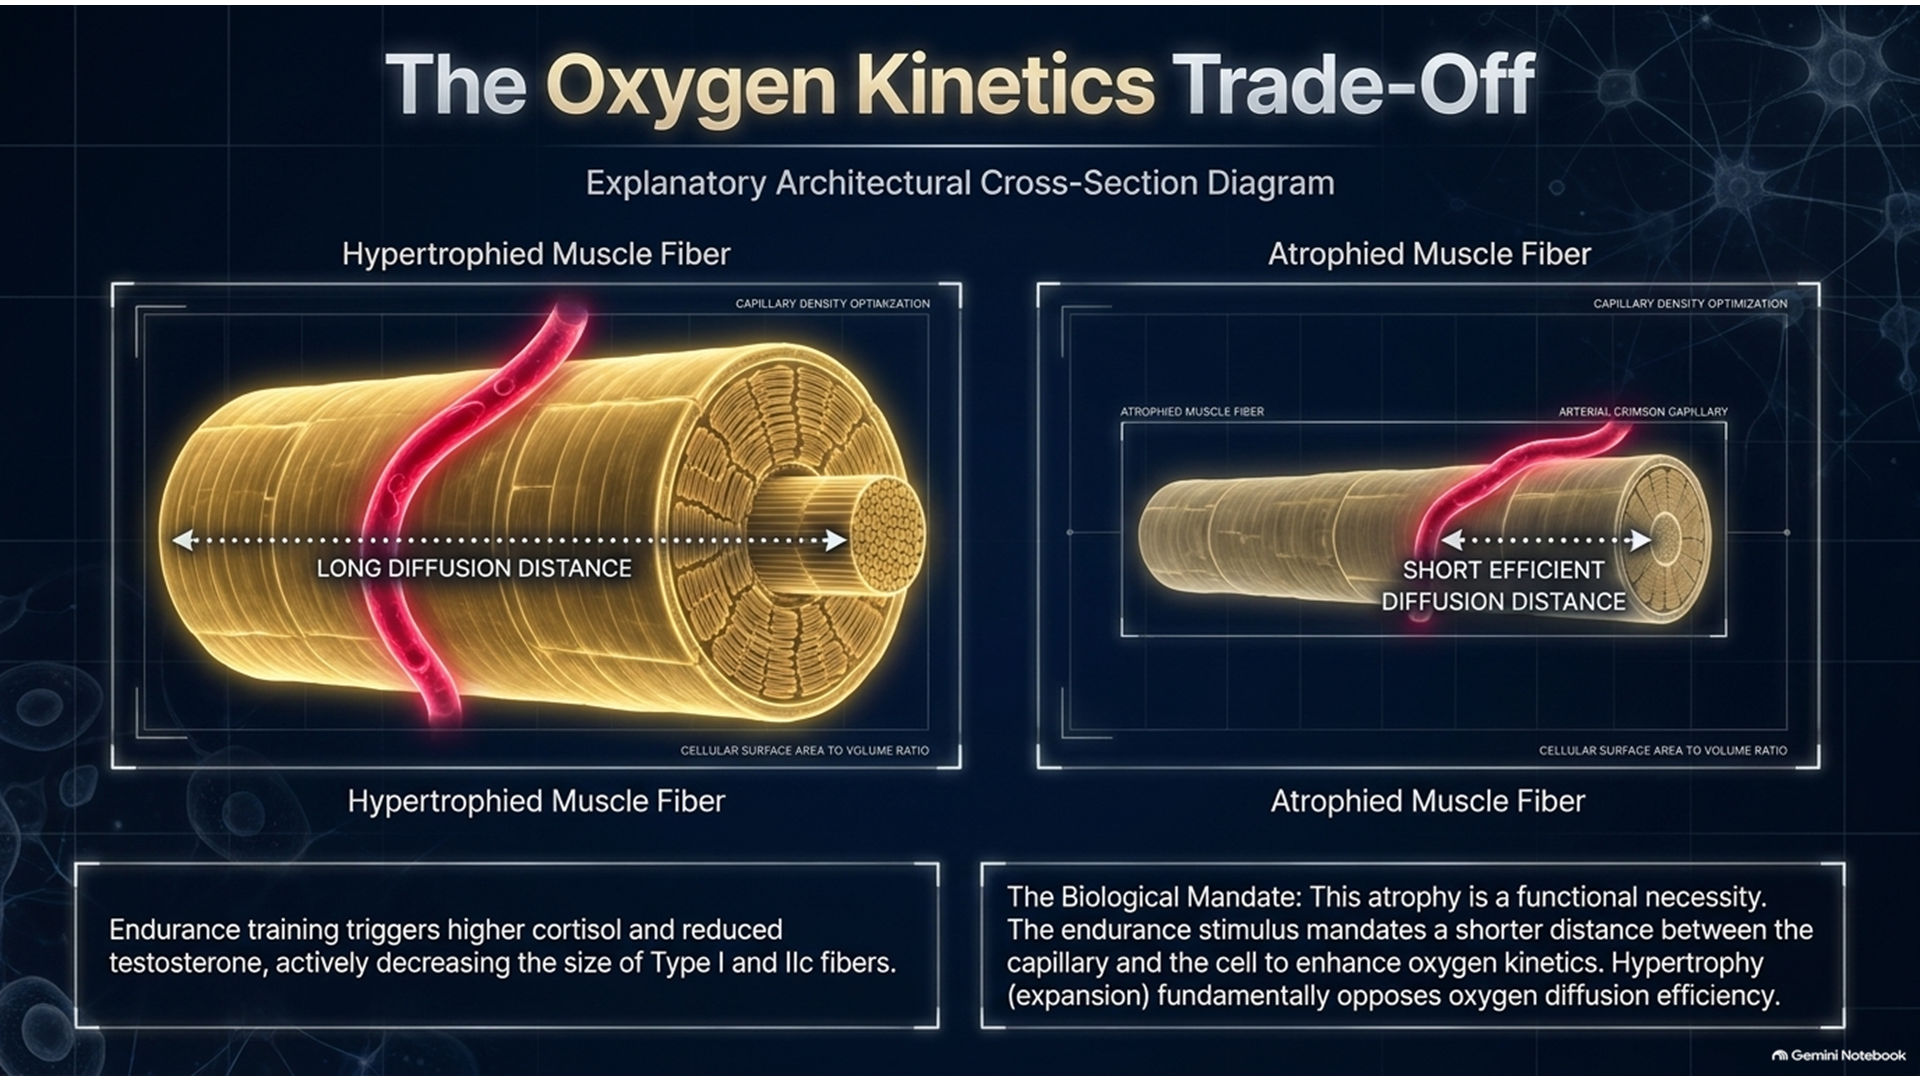 The Oxygen Kinetics Trade-Off
Explanatory Architectural Cross-Section Diagram
Hypertrophied Muscle Fiber
CAPILLARY DENSITY OPTIMIZATION
LONG DIFFUSION DISTANCE
CELLULAR SURFACE AREA TO VOLUME RATIO
Hypertrophied Muscle Fiber
Atrophied Muscle Fiber
CAPILLARY DENSITY OPTIMIZATION
ATROPHIED MUSCLE FIBER
ARTERIAL CRIMSON CAPILLARY
SHORT EFFICIENT
DIFFUSION DISTANCE
CELLULAR SURFACE AREA TO VOLUME RATIO
Atrophied Muscle Fiber
Endurance training triggers higher cortisol and reduced
testosterone, actively decreasing the size of Type I and IIc fibers.
The Biological Mandate: This atrophy is a functional necessity.
The endurance stimulus mandates a shorter distance between the
capillary and the cell to enhance oxygen kinetics. Hypertrophy
(expansion) fundamentally opposes oxygen diffusion efficiency.
Gemini Notebook